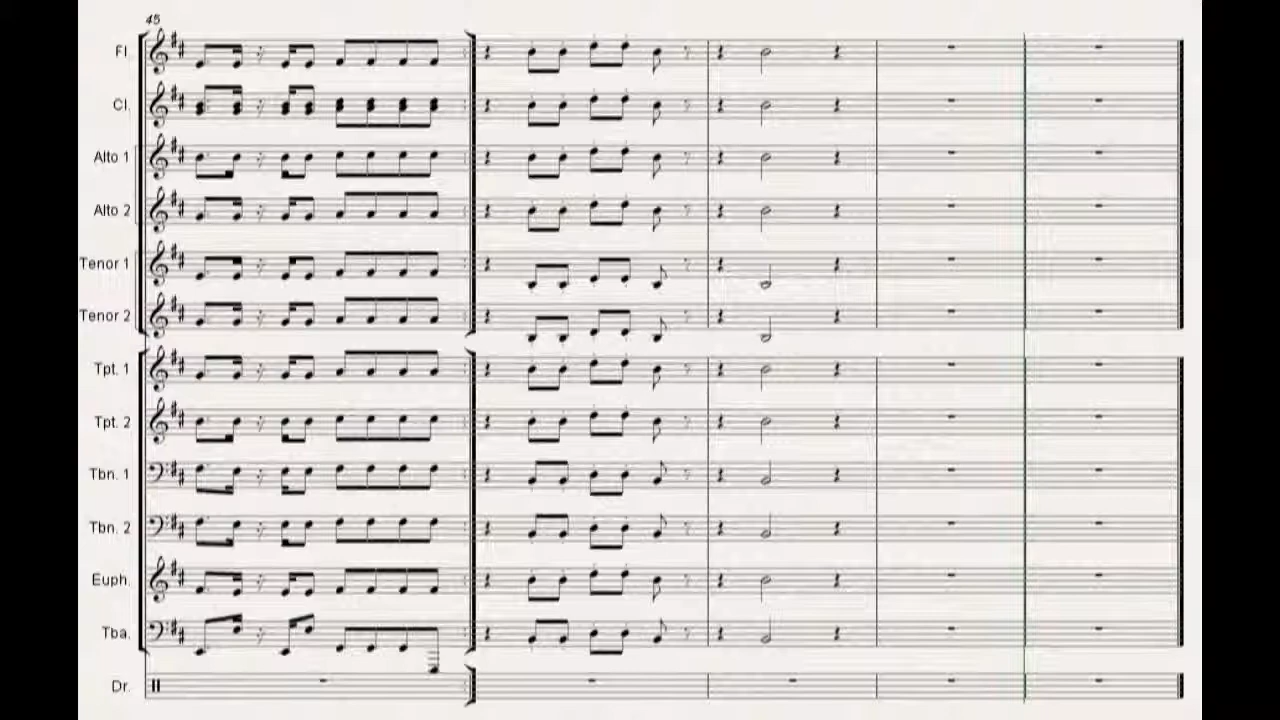 45
Fl.
Cl.
Alto 1
Alto 2
Tenor 1
Tenor 2
Tpt. 1
Tpt. 2
Tbn. 1
Tbn. 2
Euph.
Tba.
Dr.